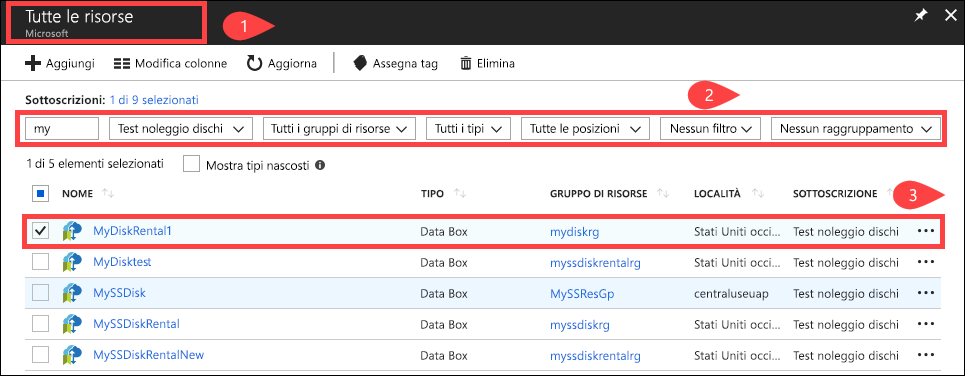 Tutte le risorse
Microsoft
1
Aggiungi Modifica colonne Aggiorna Assegna tag Elimina
Sottoscrizioni: 1 di 9 selezionati
2
my Test noleggio dischi Tutti i gruppi di risorse Tutti i tipi Tutte le posizioni Nessun filtro Nessun raggruppamento
1 di 5 elementi selezionati Mostra tipi nascosti
NOME TIPO GRUPPO DI RISORSE LOCALITÀ SOTTOSCRIZIONE 3
MyDiskRental1 Data Box mydiskrg Stati Uniti occi... Test noleggio dischi
MyDisktest Data Box myssdiskrentalrg Stati Uniti occi... Test noleggio dischi
MySSDisk Data Box MySSResGp centraluseuap Test noleggio dischi
MySSDiskRental Data Box myssdiskrg Stati Uniti occi... Test noleggio dischi
MySSDiskRentalNew Data Box myssdiskrentalrg Stati Uniti occi... Test noleggio dischi